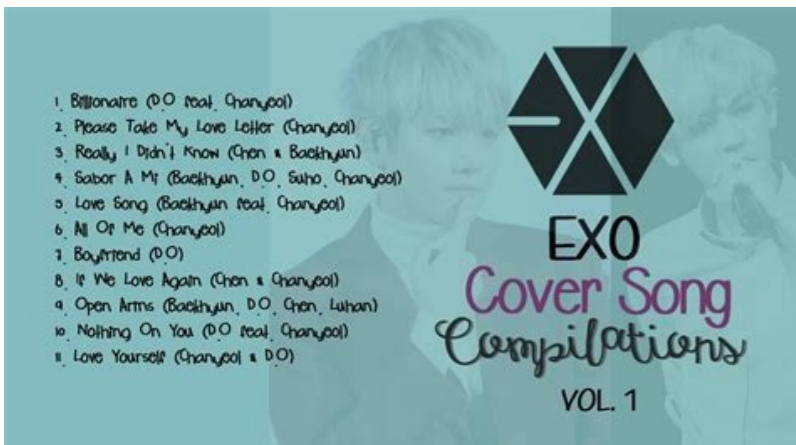 1. Billionaire (D.O feat. Chanyeol)
2. Please Take My Love Letter (Chanyeol)
3. Really I Didn't Know (Chen & Baekhyun)
4. Sabor A Mi (Baekhyun, D.O, Suho, Chanyeol)
5. Love Song (Baekhyun feat. Chanyeol)
6. All Of Me (Chanyeol)
7. Boyfriend (D.O)
8. If We Love Again (Chen & Chanyeol)
9. Open Arms (Baekhyun, D.O, Chen, Luhan)
10. Nothing On You (D.O feat. Chanyeol)
11. Love Yourself (Chanyeol & D.O)
EXO
Cover Song
Compilations
VOL. 1